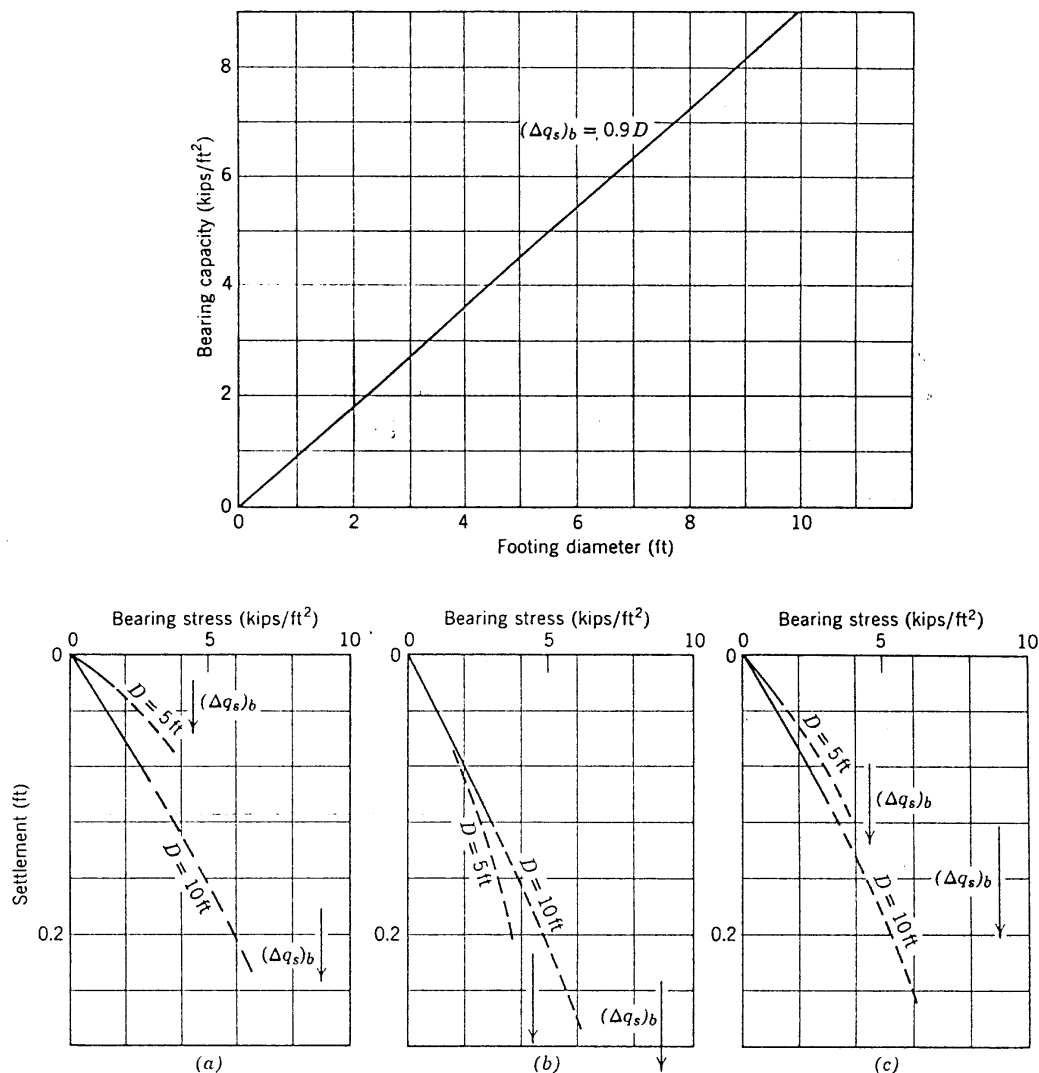 8
6
4
2
0
Bearing capacity (kips/ft²)
(Δq_s)_b = 0.9 D
0 2 4 6 8 10
Footing diameter (ft)
Bearing stress (kips/ft²)
0 5 10
0
0.2
Settlement (ft)
D = 5 ft
(Δq_s)_b
D = 10 ft
(Δq_s)_b
(a)
Bearing stress (kips/ft²)
0 5 10
0
0.2
D = 5 ft
D = 10 ft
(Δq_s)_b
(b)
Bearing stress (kips/ft²)
0 5 10
0
0.2
D = 5 ft
(Δq_s)_b
D = 10 ft
(Δq_s)_b
(c)